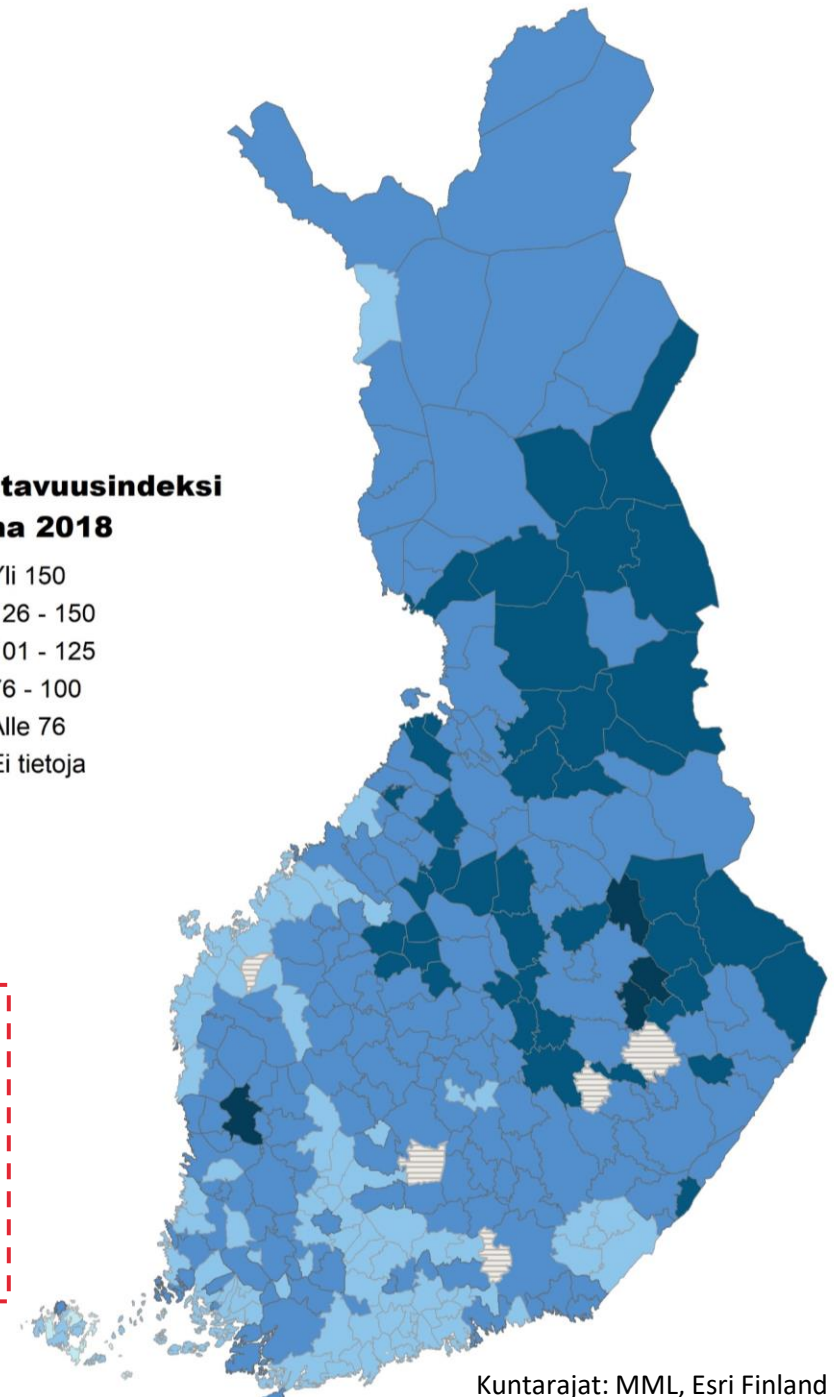 tavuusindeksi
na 2018
Yli 150
26 - 150
01 - 125
76 - 100
Alle 76
Ei tietoja
Kuntarajat: MML, Esri Finland